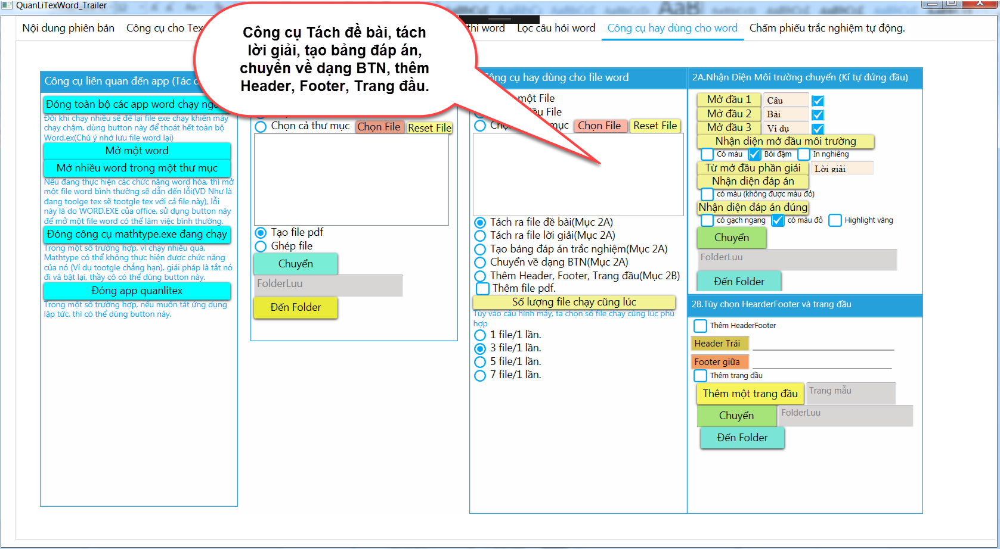 QuanLiTexWord_Trailer
Nội dung phiên bản
Công cụ cho Tex
thi word
Lọc câu hỏi word
Công cụ hay dùng cho word
Chấm phiếu trắc nghiệm tự động.
Công cụ Tách đề bài, tách
lời giải, tạo bảng đáp án,
chuyển về dạng BTN, thêm
Header, Footer, Trang đầu.
Công cụ liên quan đến app (Tác
Đóng toàn bộ các app word chạy
Đôi khi chạy nhiều sẽ để lại file exe chạy khiến máy
chạy chậm, dùng button này để thoát hết toàn bộ
Word.ex(Chú ý nhớ lưu file word lại)
Mở một word
Mở nhiều word trong một thư mục
Nếu đang thực hiện các chức năng word hóa, thì mở
một file word bình thường sẽ dẫn đến lỗi(VD Như là
đang toolge tex sẽ tootgle tex với cả file này), lỗi
này là do WORD.EXE của office, sử dụng button này
để mở một file word có thể làm việc bình thường.
Đóng công cụ mathtype.exe đang chạy
Trong một số trường hợp, vì chạy nhiều quá,
Mathtype có thể không thực hiện được chức năng
của nó (Ví dụ tootgle chẳng hạn), giải pháp là tắt nó
đi và bật lại, thầy cô có thể dùng button này.
Đóng app quanlitex
Trong một số trường hợp, nếu muốn tắt ứng dụng
lập tức, thì có thể dùng button này.
Chọn cả thư mục
Chọn File
Reset File
Tạo file pdf
Ghép file
Chuyển
FolderLuu
Đến Folder
Công cụ hay dùng cho file word
một File
File
mục
Chọn File
Reset File
Tách ra file đề bài(Mục 2A)
Tách ra file lời giải(Mục 2A)
Tạo bảng đáp án trắc nghiệm(Mục 2A)
Chuyển về dạng BTN(Mục 2A)
Thêm Header, Footer, Trang đầu(Mục 2B)
Thêm file pdf.
Số lượng file chạy cũng lúc
Tùy vào cấu hình máy, ta chọn số file chạy cũng lúc phù
hợp
1 file/1 lần.
3 file/1 lần.
5 file/1 lần.
7 file/1 lần.
2A.Nhận Diện Môi trường chuyển (Kí tự đứng đầu)
Mở đầu 1 Câu
Mở đầu 2 Bài
Mở đầu 3 Ví dụ
Nhận diện mở đầu môi trường
Có màu Bôi đậm In nghiêng
Từ mở đầu phần giải Lời giải
Nhận diện đáp án
có màu (không được màu đỏ)
Nhận diện đáp án đúng
có gạch ngang có màu đỏ Highlight vàng
Chuyển
FolderLuu
Đến Folder
2B.Tùy chọn HearderFooter và trang đầu
Thêm HeaderFooter
Header Trái
Footer giữa
Thêm trang đầu
Thêm một trang đầu Trang mẫu
Chuyển FolderLuu
Đến Folder